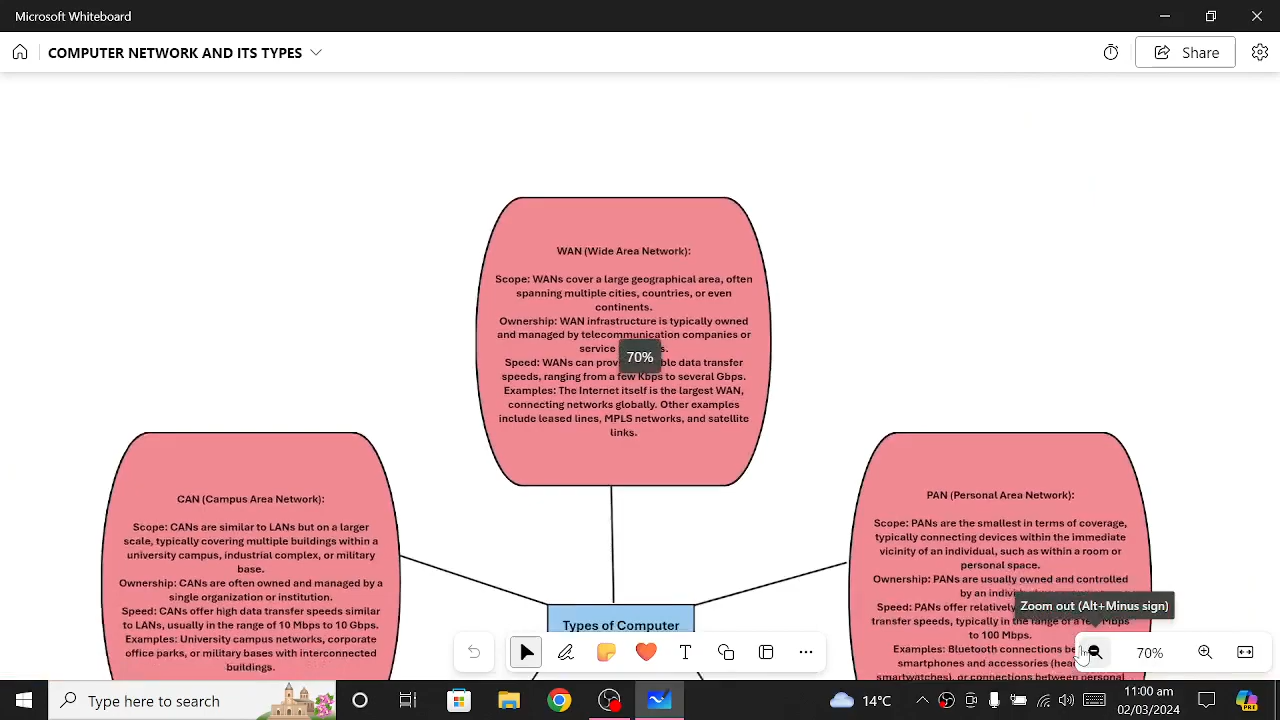 Microsoft Whiteboard
COMPUTER NETWORK AND ITS TYPES
Share
WAN (Wide Area Network):
Scope: WANs cover a large geographical area, often
spanning multiple cities, countries, or even
continents.
Ownership: WAN infrastructure is typically owned
and managed by telecommunication companies or
service
Speed: WANs can data transfer
speeds, ranging from a few Kbps to several Gbps.
Examples: The Internet itself is the largest WAN,
connecting networks globally. Other examples
include leased lines, MPLS networks, and satellite
links.
70%
CAN (Campus Area Network):
Scope: CANs are similar to LANs but on a larger
scale, typically covering multiple buildings within a
university campus, industrial complex, or military
base.
Ownership: CANs are often owned and managed by a
single organization or institution.
Speed: CANs offer high data transfer speeds similar
to LANs, usually in the range of 10 Mbps to 10 Gbps.
Examples: University campus networks, corporate
office parks, or military bases with interconnected
buildings.
PAN (Personal Area Network):
Scope: PANs are the smallest in terms of coverage,
typically connecting devices within the immediate
vicinity of an individual, such as within a room or
personal space.
Ownership: PANs are usually owned and controlled
by an
Speed: PANs offer
transfer speeds, typically in the range of a few Mbps
to 100 Mbps.
Examples: Bluetooth connections
smartphones and accessories
smartwatches), or connections between personal
Types of Computer
Zoom out (Alt+Minus sign)
70%
Type here to search
14°C
11:00 am
02/03/2024